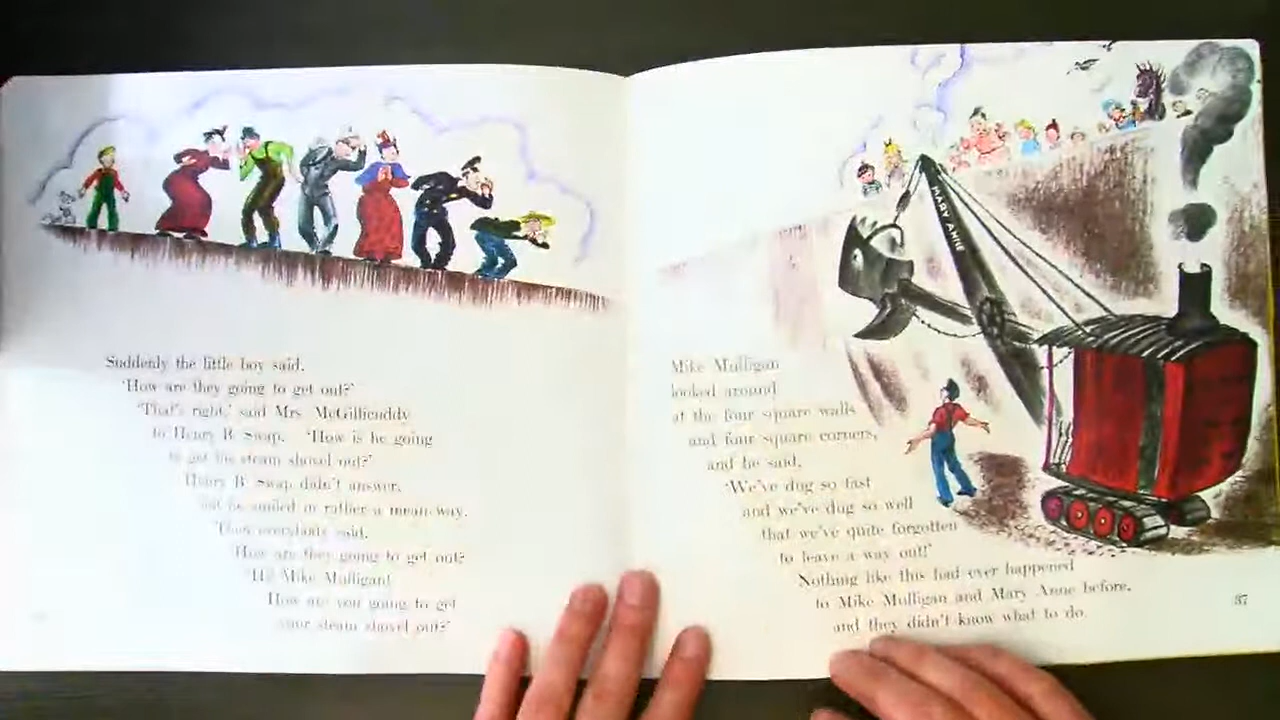 Suddenly the little boy said,
'How are they going to get out?'
'That's right,' said Mrs. McGillicuddy
to Henry B. Swap. 'How is he going
to get his steam shovel out?'
Henry B. Swap didn't answer,
but he smiled in rather a mean way.
Then everybody said,
'How are they going to get out?
'Hi! Mike Mulligan!
How are you going to get
your steam shovel out?'
MARY ANNE
Mike Mulligan
looked around
at the four square walls
and four square corners,
and he said,
'We've dug so fast
and we've dug so well
that we've quite forgotten
to leave a way out!'
Nothing like this had ever happened
to Mike Mulligan and Mary Anne before,
and they didn't know what to do.
37